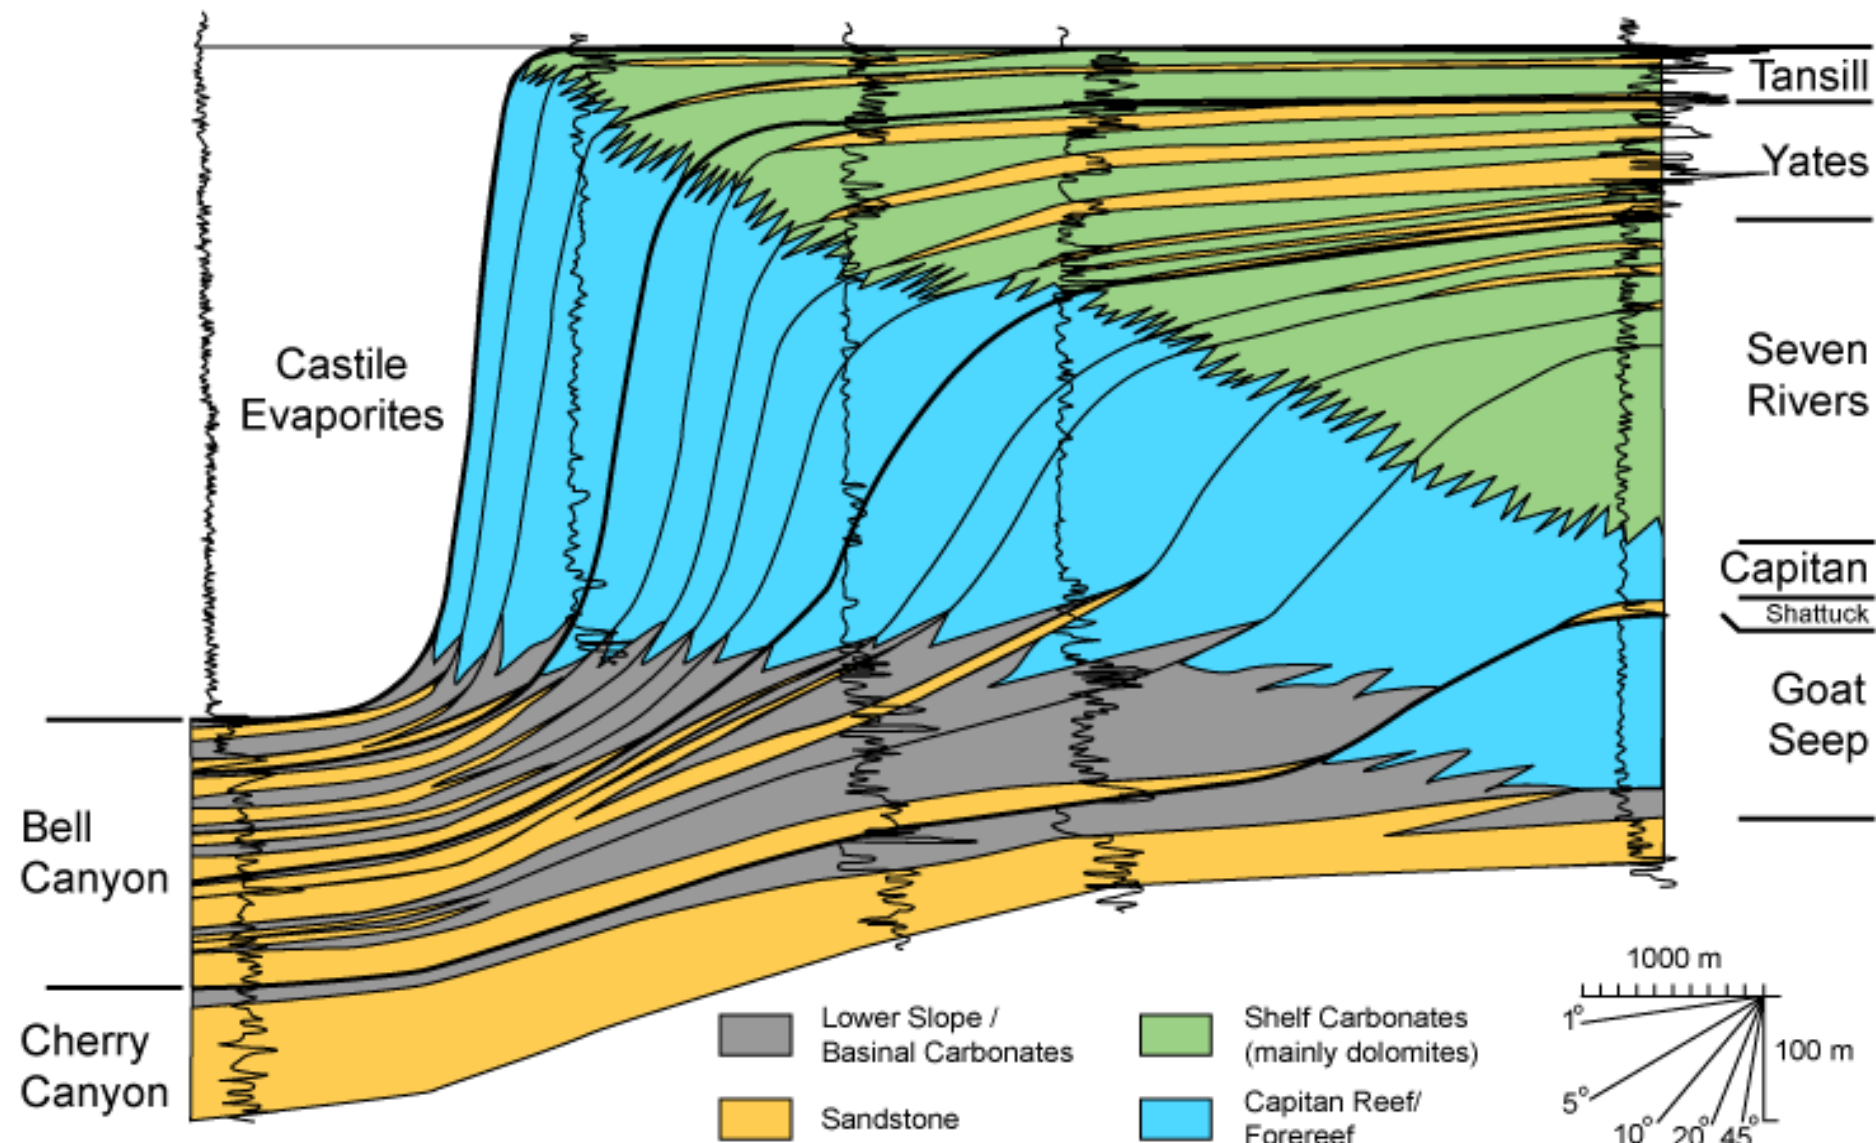 Tansill
Yates
Castile
Evaporites
Seven
Rivers
Capitan
Shattuck
Goat
Seep
Bell
Canyon
Cherry
Canyon
Lower Slope /
Basinal Carbonates
Sandstone
Shelf Carbonates
(mainly dolomites)
Capitan Reef/
Forereef
1000 m
1°
100 m
5°
10° 20° 45°